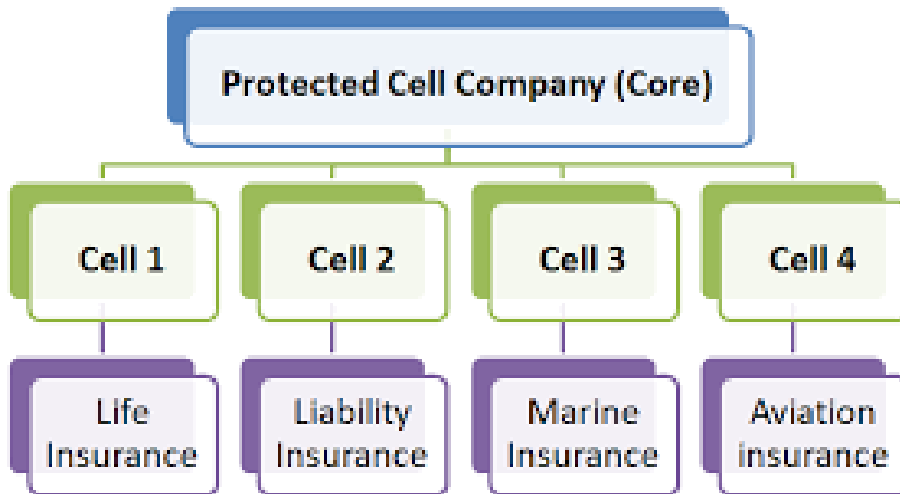 Protected Cell Company (Core)
Cell 1
Cell 2
Cell 3
Cell 4
Life
Insurance
Liability
Insurance
Marine
Insurance
Aviation
insurance